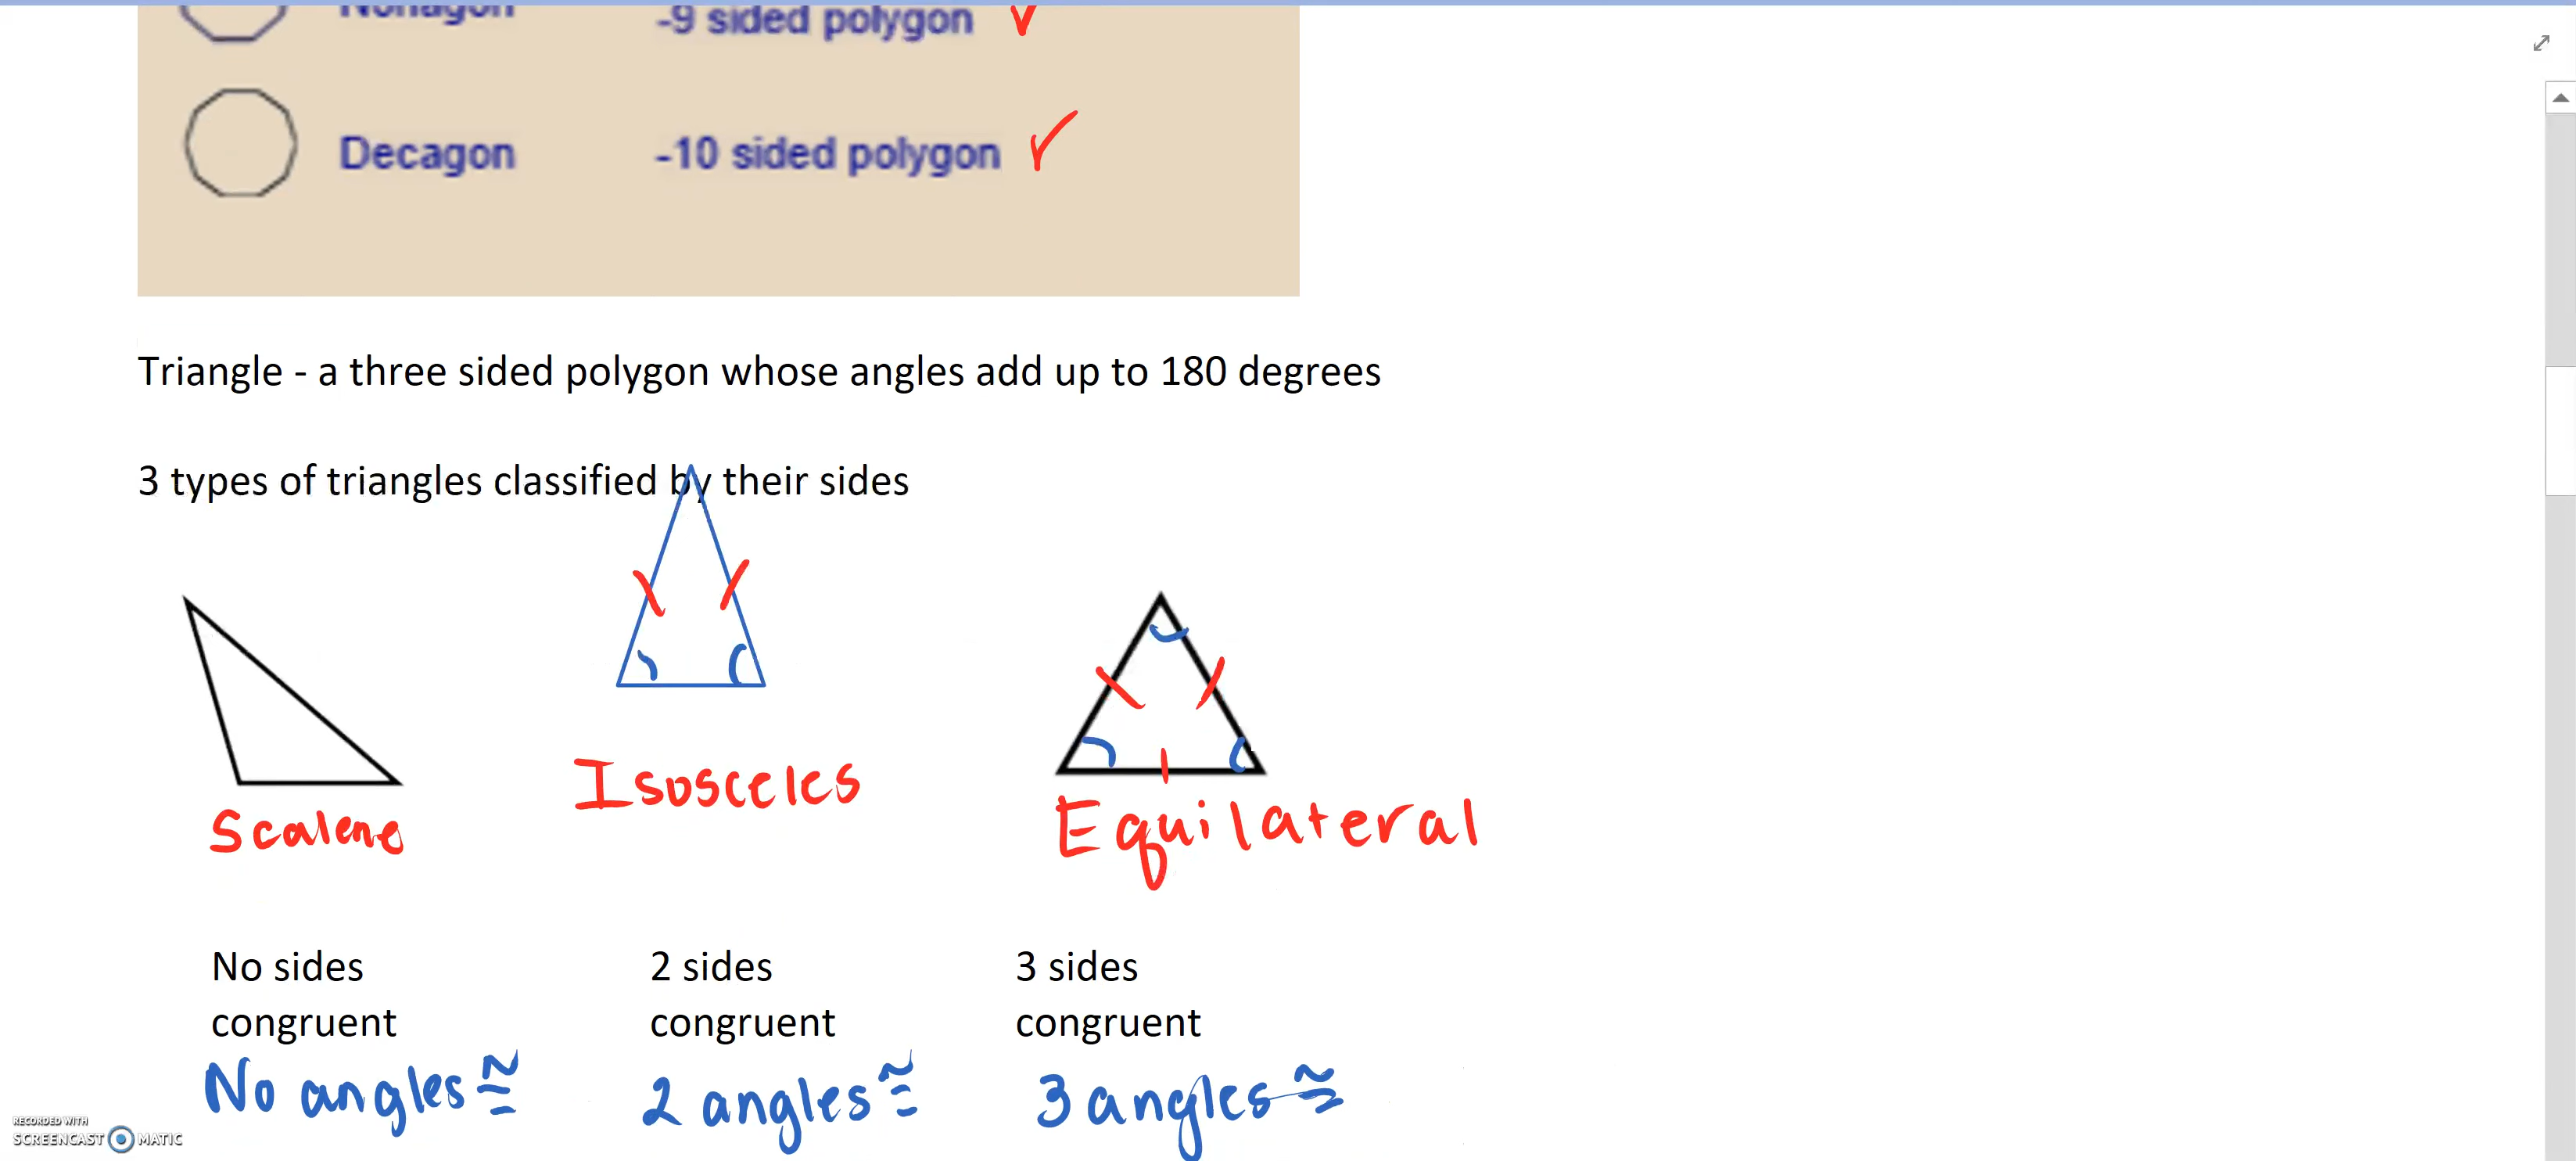 Nonagon -9 sided polygon
Decagon -10 sided polygon
Triangle - a three sided polygon whose angles add up to 180 degrees
3 types of triangles classified by their sides
Scalene
Isosceles
Equilateral
No sides
congruent
No angles ≅
2 sides
congruent
2 angles ≅
3 sides
congruent
3 angles ≅
RECORDED WITH
SCREENCAST MATIC